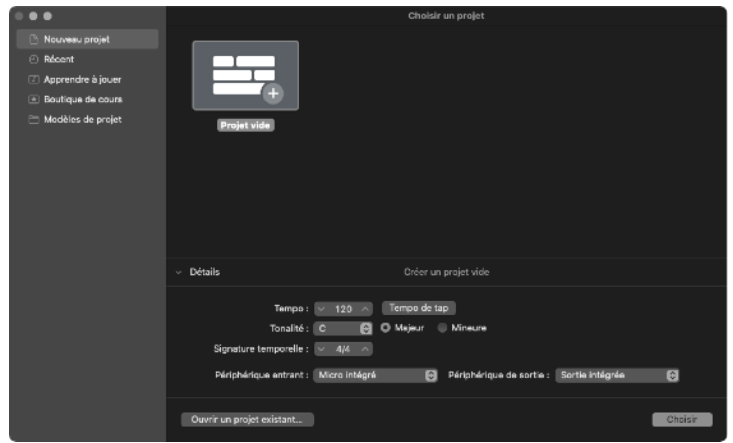 Choisir un projet
Nouveau projet
Récent
Apprendre à jouer
Boutique de cours
Modèles de projet
Projet vide
Détails
Créer un projet vide
Tempo : 120 Tempo de tap
Tonalité : C Majeur Mineure
Signature temporelle : 4/4
Périphérique entrant : Micro intégré Périphérique de sortie : Sortie intégrée
Ouvrir un projet existant... Choisir